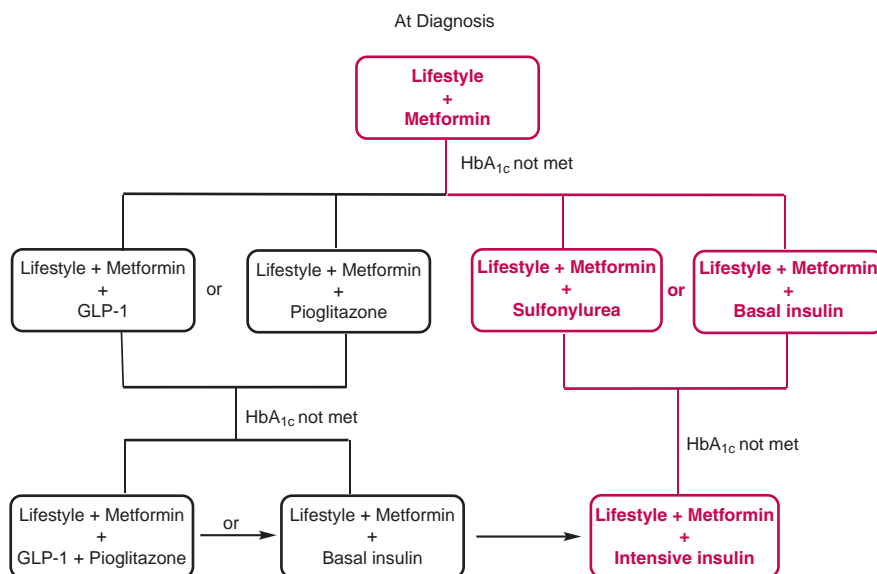 At Diagnosis
Lifestyle
+
Metformin
HbA1c not met
Lifestyle + Metformin
+
GLP-1
or
Lifestyle + Metformin
+
Pioglitazone
Lifestyle + Metformin
+
Sulfonylurea
or
Lifestyle + Metformin
+
Basal insulin
HbA1c not met
HbA1c not met
Lifestyle + Metformin
+
GLP-1 + Pioglitazone
or
Lifestyle + Metformin
+
Basal insulin
Lifestyle + Metformin
+
Intensive insulin